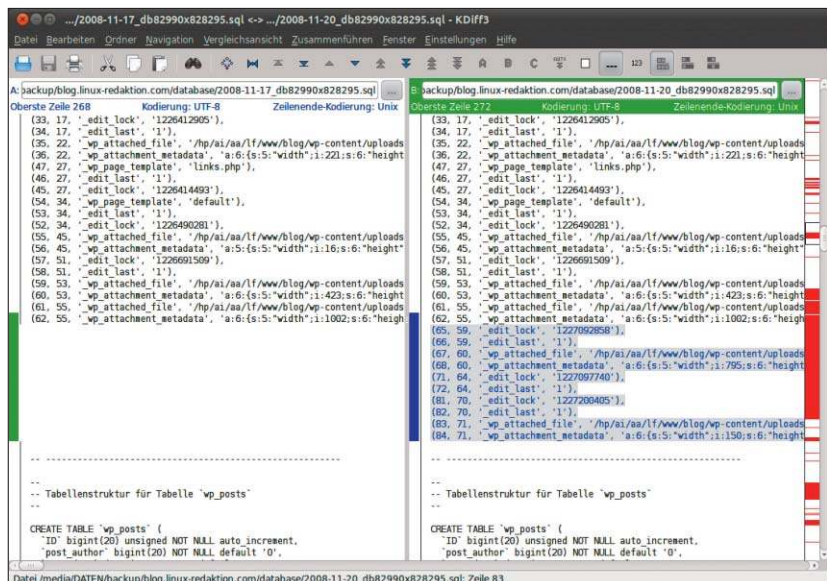 .../2008-11-17_db82990x828295.sql <-> .../2008-11-20_db82990x828295.sql - KDiff3
Datei Bearbeiten Ordner Navigation Vergleichsansicht Zusammenführen Fenster Einstellungen Hilfe
A B C AUTO ... 123
A: backup/blog.linux-redaktion.com/database/2008-11-17_db82990x828295.sql ...
Oberste Zeile 268 Kodierung: UTF-8 Zeilenende-Kodierung: Unix
(33, 17, '_edit_lock', '1226412905'),
(34, 17, '_edit_last', '1'),
(35, 22, '_wp_attached_file', '/hp/ai/aa/lf/www/blog/wp-content/uploads
(36, 22, '_wp_attachment_metadata', 'a:6:{s:5:"width";i:221;s:6:"height
(47, 27, '_wp_page_template', 'links.php'),
(46, 27, '_edit_last', '1'),
(45, 27, '_edit_lock', '1226414493'),
(54, 34, '_wp_page_template', 'default'),
(53, 34, '_edit_last', '1'),
(52, 34, '_edit_lock', '1226490281'),
(55, 45, '_wp_attached_file', '/hp/ai/aa/lf/www/blog/wp-content/uploads
(56, 45, '_wp_attachment_metadata', 'a:5:{s:5:"width";i:16;s:6:"height"
(57, 51, '_edit_lock', '1226691509'),
(58, 51, '_edit_last', '1'),
(59, 53, '_wp_attached_file', '/hp/ai/aa/lf/www/blog/wp-content/uploads
(60, 53, '_wp_attachment_metadata', 'a:6:{s:5:"width";i:423;s:6:"height
(61, 55, '_wp_attached_file', '/hp/ai/aa/lf/www/blog/wp-content/uploads
(62, 55, '_wp_attachment_metadata', 'a:6:{s:5:"width";i:1002;s:6:"heigh
-- --------------------------------------------------------
--
-- Tabellenstruktur für Tabelle `wp_posts`
--
CREATE TABLE `wp_posts` (
`ID` bigint(20) unsigned NOT NULL auto_increment,
`post_author` bigint(20) NOT NULL default '0',
B: backup/blog.linux-redaktion.com/database/2008-11-20_db82990x828295.sql ...
Oberste Zeile 272 Kodierung: UTF-8 Zeilenende-Kodierung: Unix
(33, 17, '_edit_lock', '1226412905'),
(34, 17, '_edit_last', '1'),
(35, 22, '_wp_attached_file', '/hp/ai/aa/lf/www/blog/wp-content/uploads
(36, 22, '_wp_attachment_metadata', 'a:6:{s:5:"width";i:221;s:6:"height
(47, 27, '_wp_page_template', 'links.php'),
(46, 27, '_edit_last', '1'),
(45, 27, '_edit_lock', '1226414493'),
(54, 34, '_wp_page_template', 'default'),
(53, 34, '_edit_last', '1'),
(52, 34, '_edit_lock', '1226490281'),
(55, 45, '_wp_attached_file', '/hp/ai/aa/lf/www/blog/wp-content/uploads
(56, 45, '_wp_attachment_metadata', 'a:5:{s:5:"width";i:16;s:6:"height"
(57, 51, '_edit_lock', '1226691509'),
(58, 51, '_edit_last', '1'),
(59, 53, '_wp_attached_file', '/hp/ai/aa/lf/www/blog/wp-content/uploads
(60, 53, '_wp_attachment_metadata', 'a:6:{s:5:"width";i:423;s:6:"height
(61, 55, '_wp_attached_file', '/hp/ai/aa/lf/www/blog/wp-content/uploads
(62, 55, '_wp_attachment_metadata', 'a:6:{s:5:"width";i:1002;s:6:"heigh
(65, 59, '_edit_lock', '1227092858'),
(66, 59, '_edit_last', '1'),
(67, 60, '_wp_attached_file', '/hp/ai/aa/lf/www/blog/wp-content/uploads
(68, 60, '_wp_attachment_metadata', 'a:6:{s:5:"width";i:795;s:6:"height
(71, 64, '_edit_lock', '1227097740'),
(72, 64, '_edit_last', '1'),
(81, 70, '_edit_lock', '1227200405'),
(82, 70, '_edit_last', '1'),
(83, 71, '_wp_attached_file', '/hp/ai/aa/lf/www/blog/wp-content/uploads
(84, 71, '_wp_attachment_metadata', 'a:6:{s:5:"width";i:150;s:6:"height
-- --------------------------------------------------------
--
-- Tabellenstruktur für Tabelle `wp_posts`
--
CREATE TABLE `wp_posts` (
`ID` bigint(20) unsigned NOT NULL auto_increment,
`post_author` bigint(20) NOT NULL default '0',
Datei /media/DATEN/backup/blog.linux-redaktion.com/database/2008-11-20_db82990x828295.sql: Zeile 83